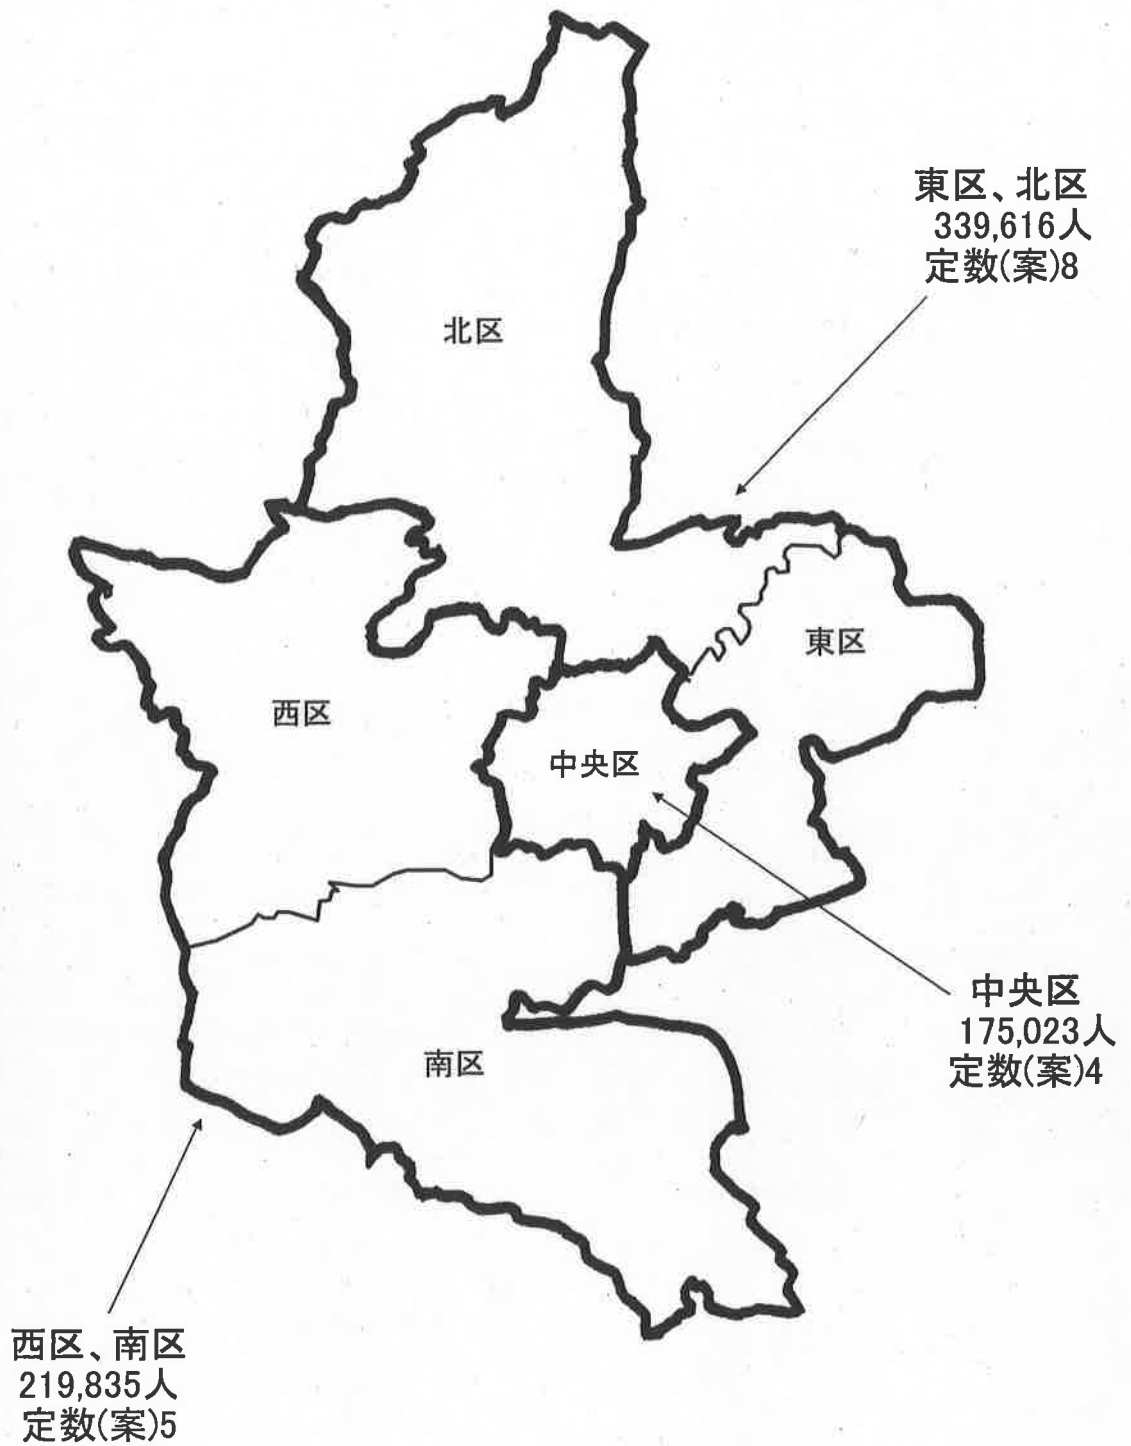 東区、北区
339,616人
定数(案)8
北区
東区
西区
中央区
中央区
175,023人
定数(案)4
南区
西区、南区
219,835人
定数(案)5